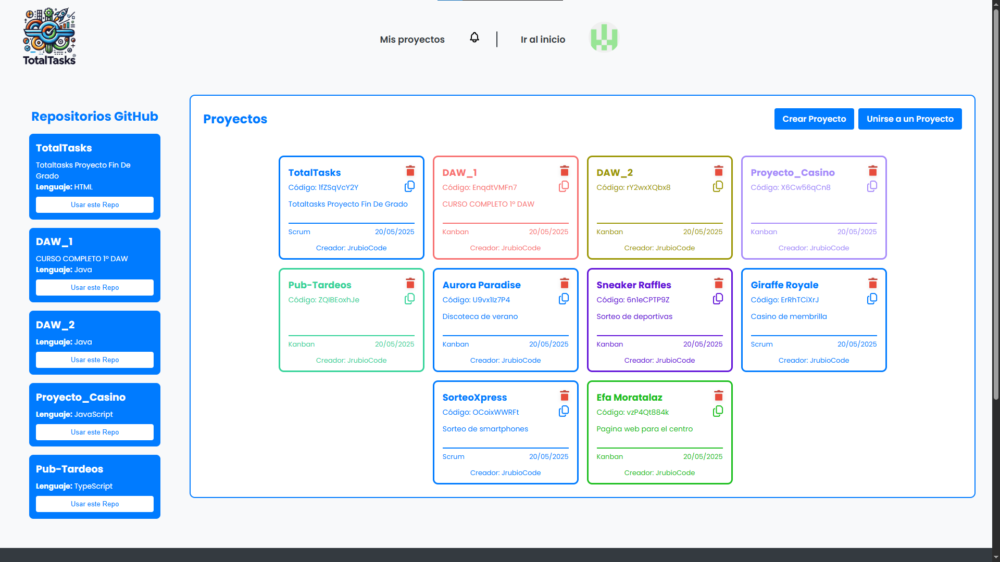 TotalTasks
Mis proyectos
Ir al inicio
Repositorios GitHub
TotalTasks
Totaltasks Proyecto Fin De
Grado
Lenguaje: HTML
Usar este Repo
DAW_1
CURSO COMPLETO 1º DAW
Lenguaje: Java
Usar este Repo
DAW_2
Lenguaje: Java
Usar este Repo
Proyecto_Casino
Lenguaje: JavaScript
Usar este Repo
Pub-Tardeos
Lenguaje: TypeScript
Usar este Repo
Proyectos
Crear Proyecto
Unirse a un Proyecto
TotalTasks
Código: 1fZSqVcY2Y
Totaltasks Proyecto Fin De Grado
Scrum 20/05/2025
Creador: JrubioCode
DAW_1
Código: EnqdtVMFn7
CURSO COMPLETO 1º DAW
Kanban 20/05/2025
Creador: JrubioCode
DAW_2
Código: rY2wxXQbx8
Kanban 20/05/2025
Creador: JrubioCode
Proyecto_Casino
Código: X6Cw56qCn8
Kanban 20/05/2025
Creador: JrubioCode
Pub-Tardeos
Código: ZQIBEoxhJe
Kanban 20/05/2025
Creador: JrubioCode
Aurora Paradise
Código: U9vx1Iz7P4
Discoteca de verano
Kanban 20/05/2025
Creador: JrubioCode
Sneaker Raffles
Código: 6n1eCPTP9Z
Sorteo de deportivas
Kanban 20/05/2025
Creador: JrubioCode
Giraffe Royale
Código: ErRhTCiXrJ
Casino de membrilla
Scrum 20/05/2025
Creador: JrubioCode
SorteoXpress
Código: OCoixWWRFt
Sorteo de smartphones
Scrum 20/05/2025
Creador: JrubioCode
Efa Moratalaz
Código: vzP4Qt884k
Pagina web para el centro
Kanban 20/05/2025
Creador: JrubioCode